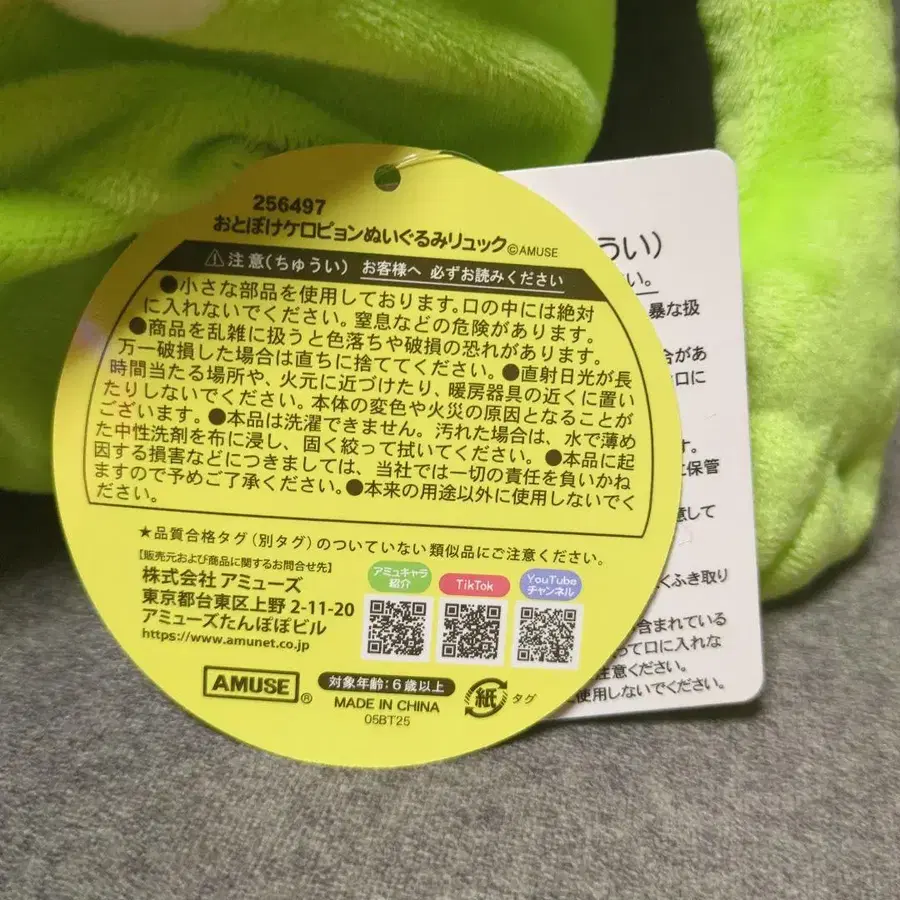 256497
おとぼけケロピョンぬいぐるみリュック©AMUSE
⚠注意(ちゅうい) お客様へ 必ずお読みください
●小さな部品を使用しております。口の中には絶対
に入れないでください。窒息などの危険があります。
●商品を乱雑に扱うと色落ちや破損の恐れがあります。
万一破損した場合は直ちに捨ててください。●直射日光が長
時間当たる場所や、火元に近づけたり、暖房器具の近くに置い
たりしないでください。本体の変色や火災の原因となることが
ございます。●本品は洗濯できません。汚れた場合は、水で薄め
た中性洗剤を布に浸し、固く絞って拭いてください。●本品に起
因する損害などにつきましては、当社では一切の責任を負いかね
ますので予めご了承ください。●本来の用途以外に使用しないでく
ださい。
★品質合格タグ(別タグ)のついていない類似品にご注意ください。
【販売元および商品に関するお問合せ先】
株式会社 アミューズ
東京都台東区上野 2-11-20
アミューズたんぽぽビル
https://www.amunet.co.jp
アミュキャラ
紹介
TikTok
YouTube
チャンネル
AMUSE®
対象年齢:6歳以上
MADE IN CHINA
05BT25
紙 タグ
うい)
い。
暴な扱
合があ
口に
す。
に保管
意して
くふき取り
含まれている
って口に入れな
注意ください。
使用しないでください。